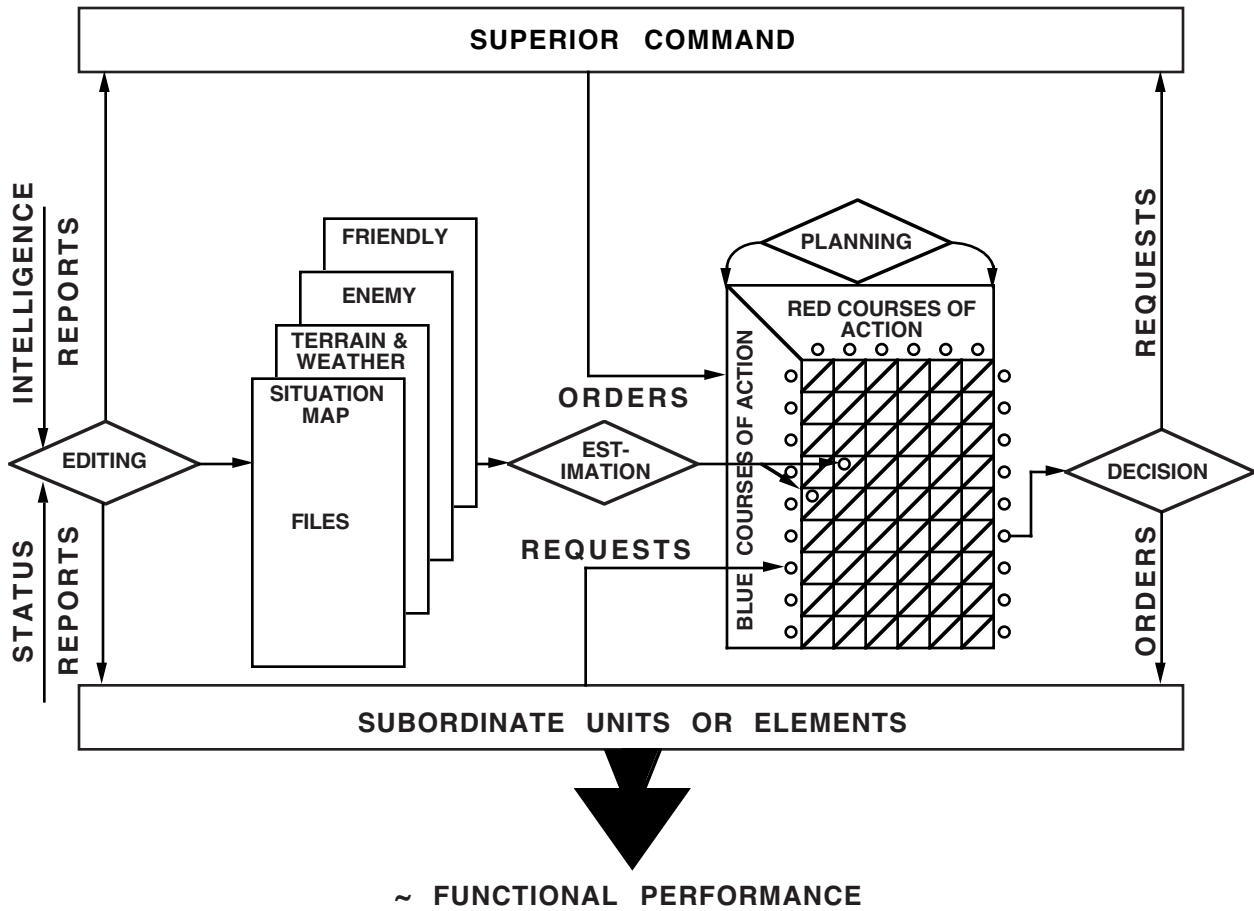 SUPERIOR COMMAND
INTELLIGENCE
REPORTS
FRIENDLY
ENEMY
TERRAIN &
WEATHER
SITUATION
MAP
FILES
EDITING
STATUS
REPORTS
ORDERS
EST-
IMATION
REQUESTS
PLANNING
RED COURSES OF
ACTION
BLUE COURSES OF ACTION
REQUESTS
DECISION
ORDERS
SUBORDINATE UNITS OR ELEMENTS
~ FUNCTIONAL PERFORMANCE